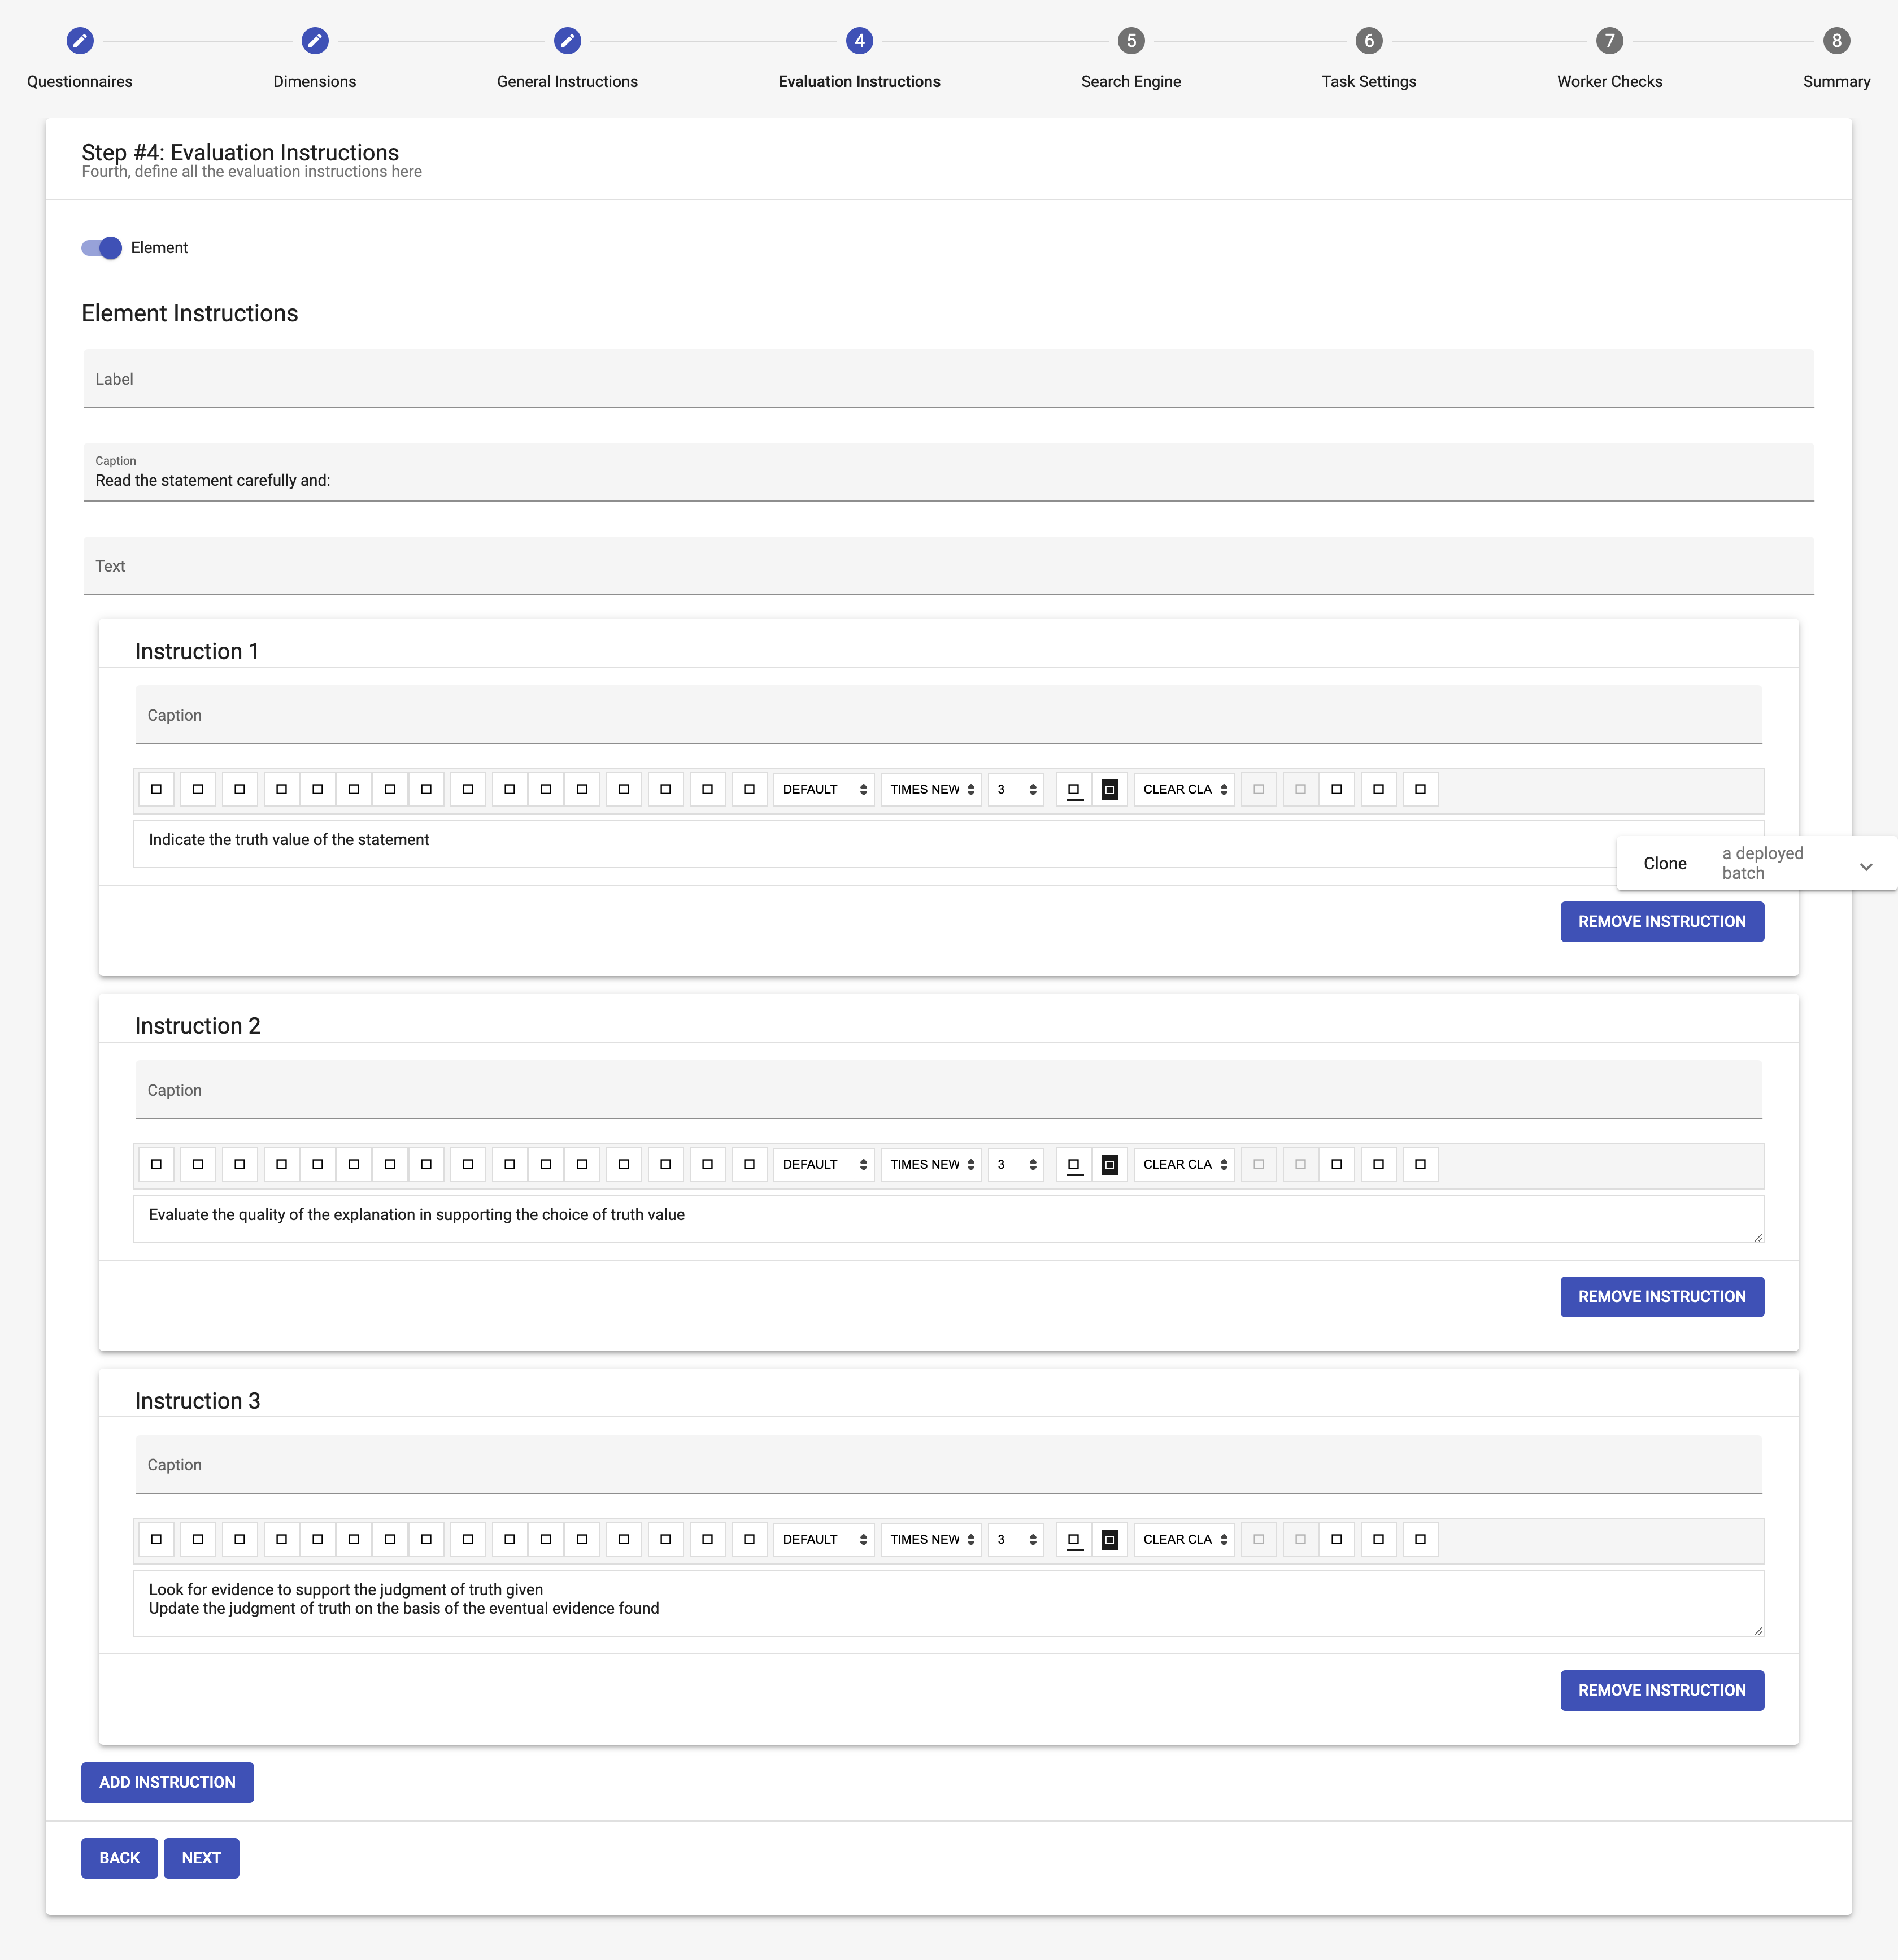 4 5 6 7 8
Questionnaires Dimensions General Instructions Evaluation Instructions Search Engine Task Settings Worker Checks Summary
Step #4: Evaluation Instructions
Fourth, define all the evaluation instructions here
Element
Element Instructions
Label
Caption
Read the statement carefully and:
Text
Instruction 1
Caption
DEFAULT TIMES NEW 3 CLEAR CLA
Indicate the truth value of the statement
Clone a deployed
batch
REMOVE INSTRUCTION
Instruction 2
Caption
DEFAULT TIMES NEW 3 CLEAR CLA
Evaluate the quality of the explanation in supporting the choice of truth value
REMOVE INSTRUCTION
Instruction 3
Caption
DEFAULT TIMES NEW 3 CLEAR CLA
Look for evidence to support the judgment of truth given
Update the judgment of truth on the basis of the eventual evidence found
REMOVE INSTRUCTION
ADD INSTRUCTION
BACK NEXT